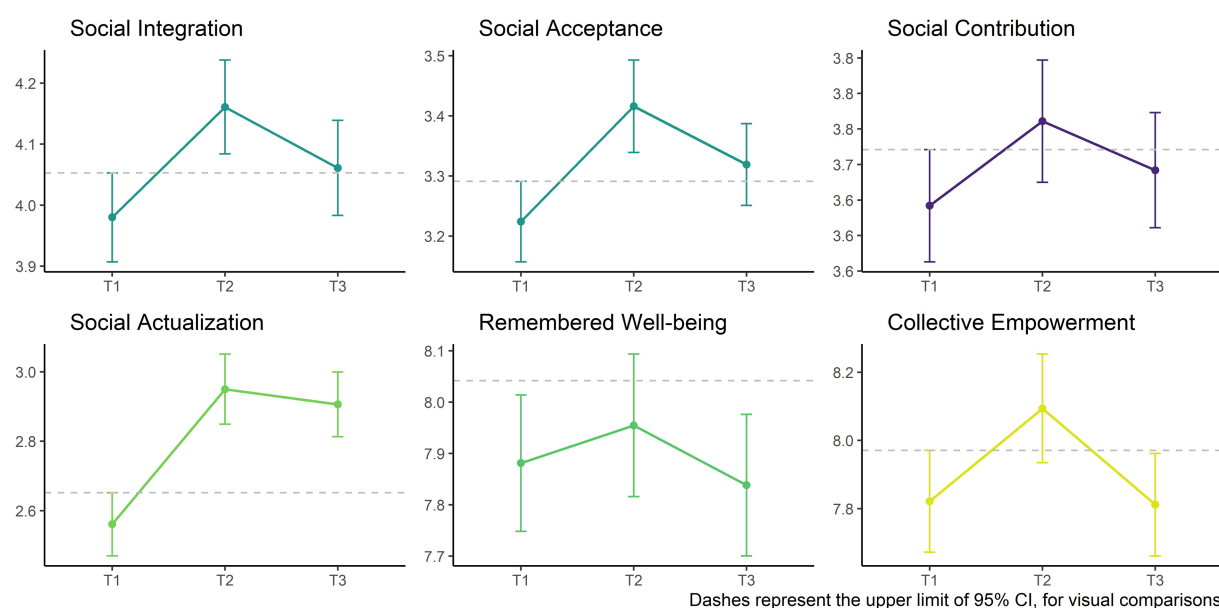 Social Integration
4.2
4.1
4.0
3.9
T1 T2 T3
Social Acceptance
3.5
3.4
3.3
3.2
T1 T2 T3
Social Contribution
3.8
3.8
3.8
3.7
3.6
3.6
3.6
T1 T2 T3
Social Actualization
3.0
2.8
2.6
T1 T2 T3
Remembered Well-being
8.1
8.0
7.9
7.8
7.7
T1 T2 T3
Collective Empowerment
8.2
8.0
7.8
T1 T2 T3
Dashes represent the upper limit of 95% CI, for visual comparisons